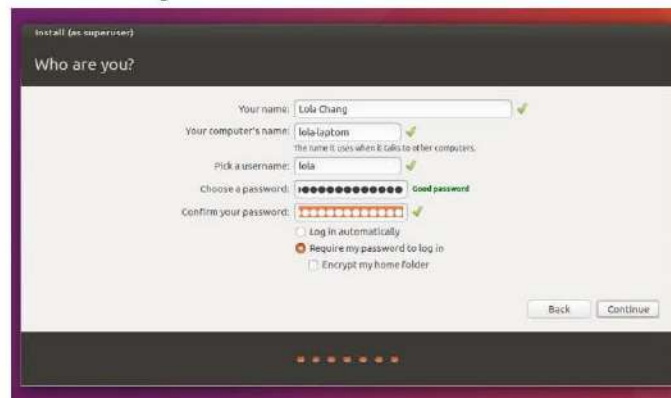 Install (as superuser)
Who are you?
Your name: Lola Chang
Your computer's name: lola-laptom
The name it uses when it talks to other computers.
Pick a username: lola
Choose a password: Good password
Confirm your password:
Log in automatically
Require my password to log in
Encrypt my home folder
Back Continue